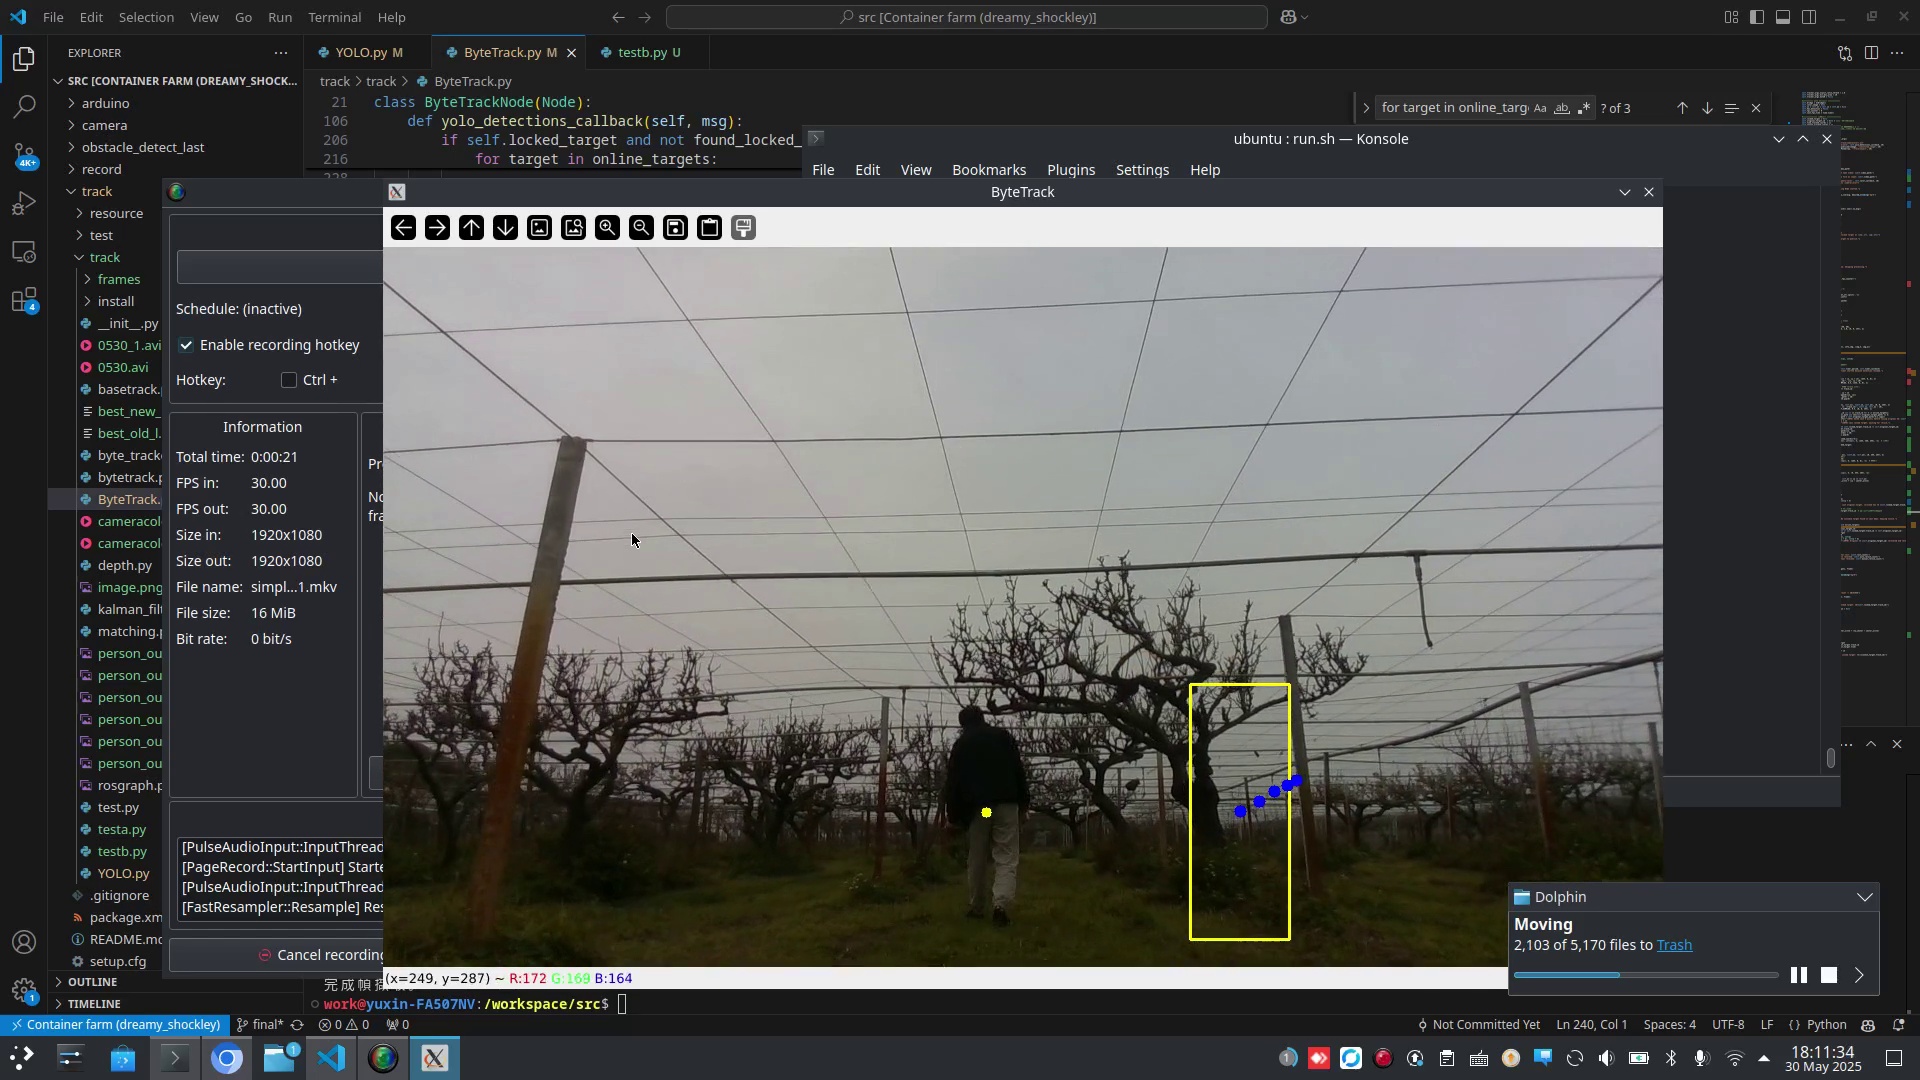 File Edit Selection View Go Run Terminal Help
src [Container farm (dreamy_shockley)]
EXPLORER
YOLO.py M
ByteTrack.py M
testb.py U
SRC [CONTAINER FARM (DREAMY_SHOCK...
track > track > ByteTrack.py
arduino
21 class ByteTrackNode(Node):
for target in online_targ
Aa ab
? of 3
camera
106 def yolo_detections_callback(self, msg):
obstacle_detect_last
206 if self.locked_target and not found_locked_
ubuntu : run.sh — Konsole
4K+
216 for target in online_targets:
record
File Edit View Bookmarks Plugins Settings Help
track
ByteTrack
resource
test
track
frames
install
4
__init__.py
0530_1.avi
0530.avi
basetrack.
best_new_
best_old_l.
byte_track
bytetrack.p
ByteTrack.
cameracol
cameracol
depth.py
image.png
kalman_filt
matching.p
person_ou
person_ou
person_ou
person_ou
person_ou
person_ou
rosgraph.p
test.py
testa.py
testb.py
YOLO.py
.gitignore
package.xm
README.md
setup.cfg
OUTLINE
TIMELINE
1
Schedule: (inactive)
Enable recording hotkey
Hotkey: Ctrl +
Information
Total time: 0:00:21
FPS in: 30.00
FPS out: 30.00
Size in: 1920x1080
Size out: 1920x1080
File name: simpl...1.mkv
File size: 16 MiB
Bit rate: 0 bit/s
Pr
No
fra
[PulseAudioInput::InputThread
[PageRecord::StartInput] Starte
[PulseAudioInput::InputThread
[FastResampler::Resample] Res
Cancel recording
(x=249, y=287) ~ R:172 G:169 B:164
Dolphin
Moving
2,103 of 5,170 files to Trash
work@yuxin-FA507NV:/workspace/src$
Container farm (dreamy_shockley) final* 0 0 0
Not Committed Yet Ln 240, Col 1 Spaces: 4 UTF-8 LF {} Python
1
1
18:11:34
30 May 2025